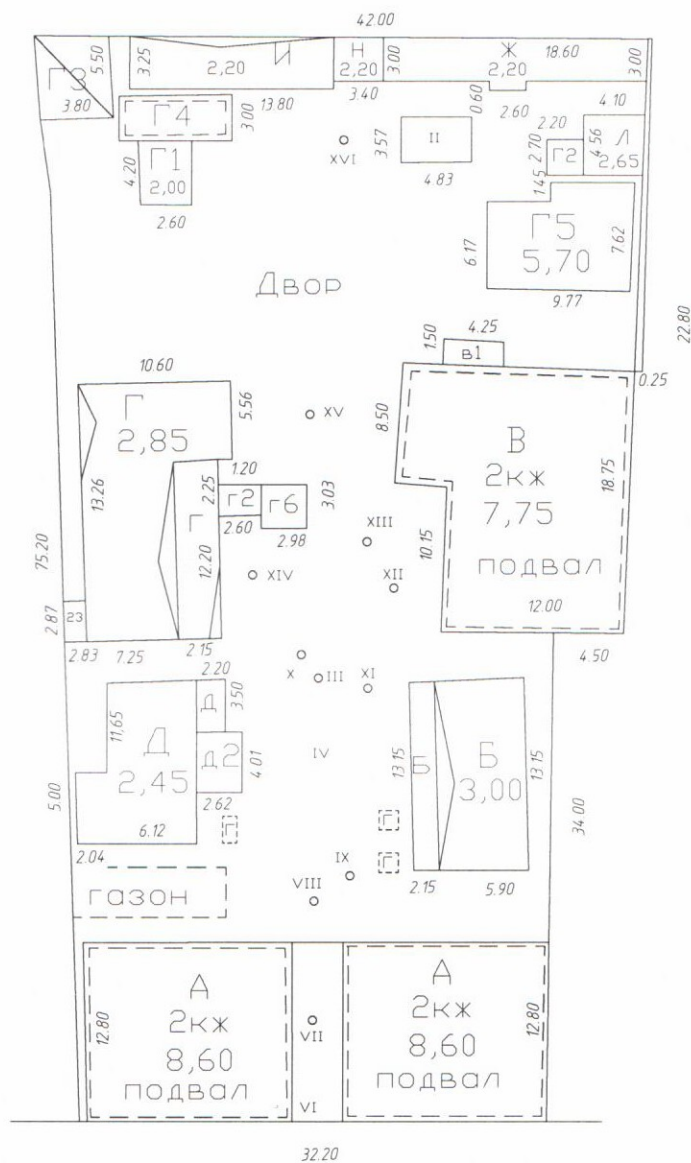 42.00
Г3
5.50
3.80
3.25
2,20
И
13.80
Н
2,20
3.00
3.40
Ж
18.60
2,20
3.00
0.60
2.60
4.10
Г4
3.00
Г1
2,00
4.20
2.60
XVI
3.57
II
4.83
2.20
2.70
Г2
4.56
Л
2,65
1.45
Г5
5,70
6.17
7.62
9.77
Двор
22.80
1.50
4.25
в1
0.25
10.60
Г
2,85
5.56
XV
8.50
В
2кж
7,75
подвал
18.75
13.26
1.20
2.25
г2
г6
3.03
Г
2.60
2.98
12.20
XIII
10.15
XIV
XII
12.00
75.20
2.87
23
2.83
7.25
2.15
4.50
2.20
X
III
XI
11,65
Д
2,45
д
3.50
д2
4.01
IV
13.15
Б
Б
3,00
13.15
5.00
6.12
2.62
34.00
Г
Г
Г
2.04
газон
IX
VIII
2.15
5.90
А
2кж
8,60
подвал
12.80
VII
VI
А
2кж
8,60
подвал
12.80
32.20